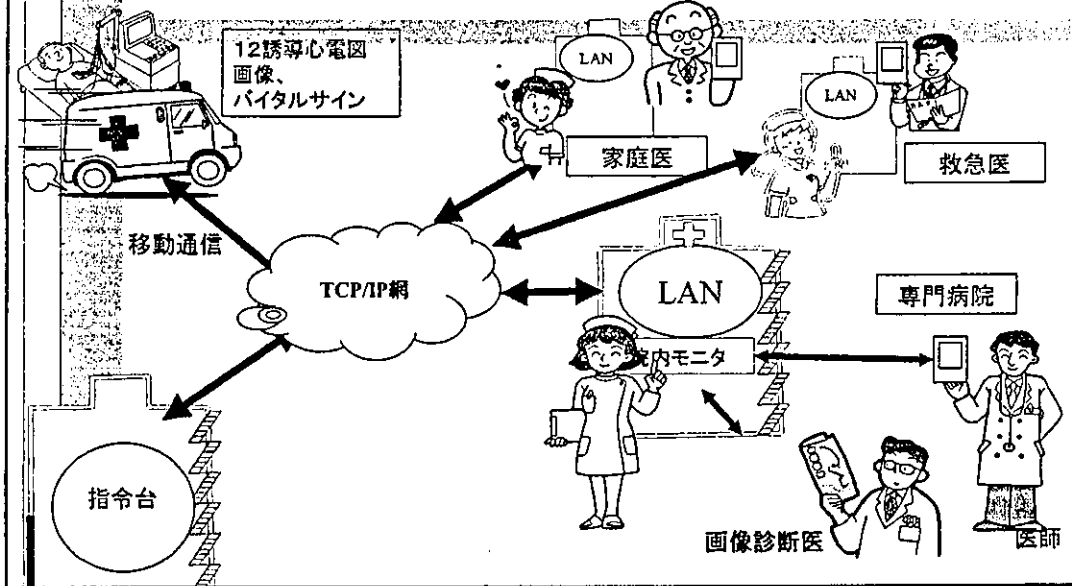 12誘導心電図
画像、
バイタルサイン
LAN
LAN
家庭医
救急医
移動通信
TCP/IP網
LAN
専門病院
内モニタ
指令台
画像診断医
医師